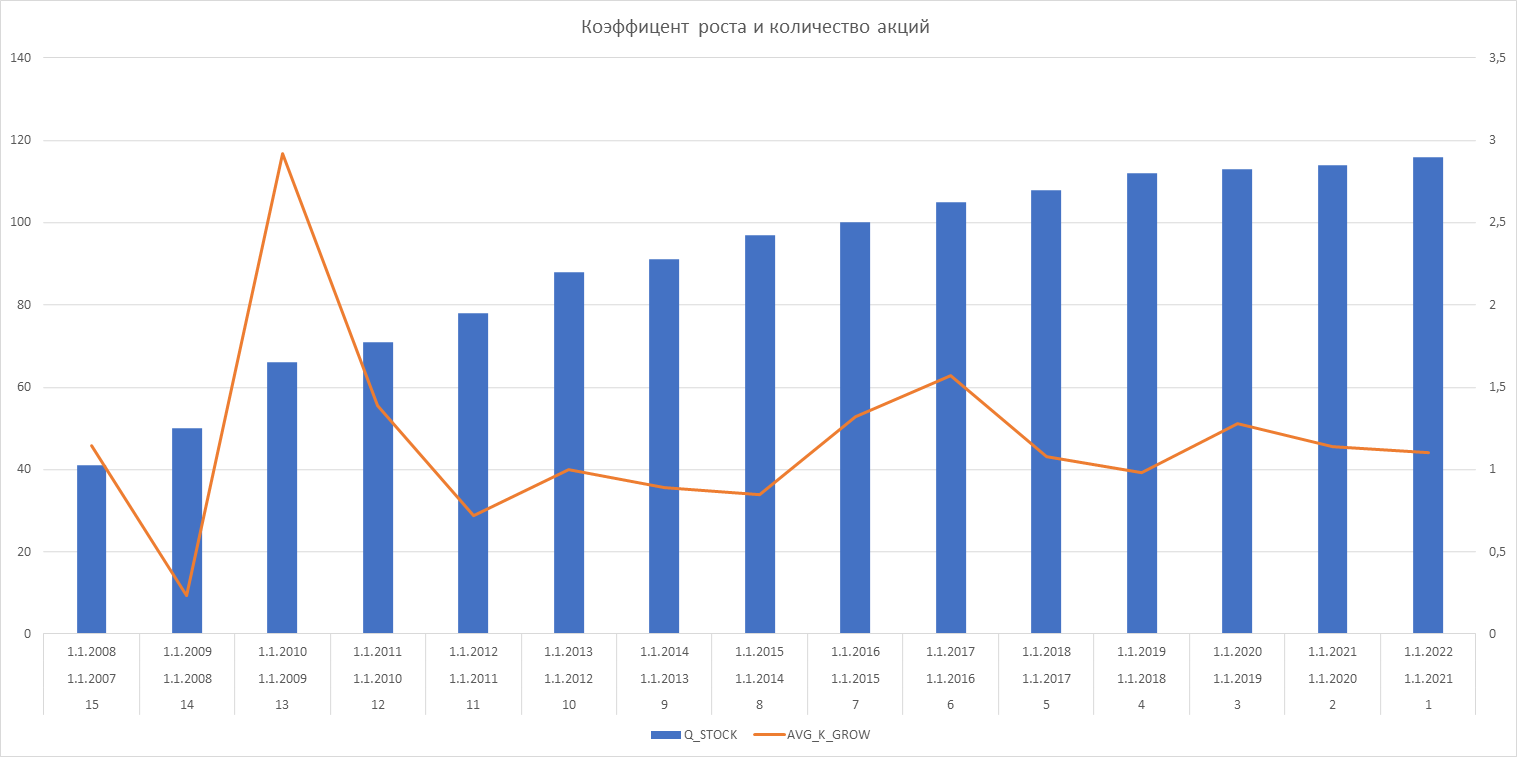 Коэффицент роста и количество акций
140 3,5
120 3
100 2,5
80 2
60 1,5
40 1
20 0,5
0 0
1.1.2008 1.1.2009 1.1.2010 1.1.2011 1.1.2012 1.1.2013 1.1.2014 1.1.2015 1.1.2016 1.1.2017 1.1.2018 1.1.2019 1.1.2020 1.1.2021 1.1.2022
1.1.2007 1.1.2008 1.1.2009 1.1.2010 1.1.2011 1.1.2012 1.1.2013 1.1.2014 1.1.2015 1.1.2016 1.1.2017 1.1.2018 1.1.2019 1.1.2020 1.1.2021
15 14 13 12 11 10 9 8 7 6 5 4 3 2 1
Q_STOCK AVG_K_GROW